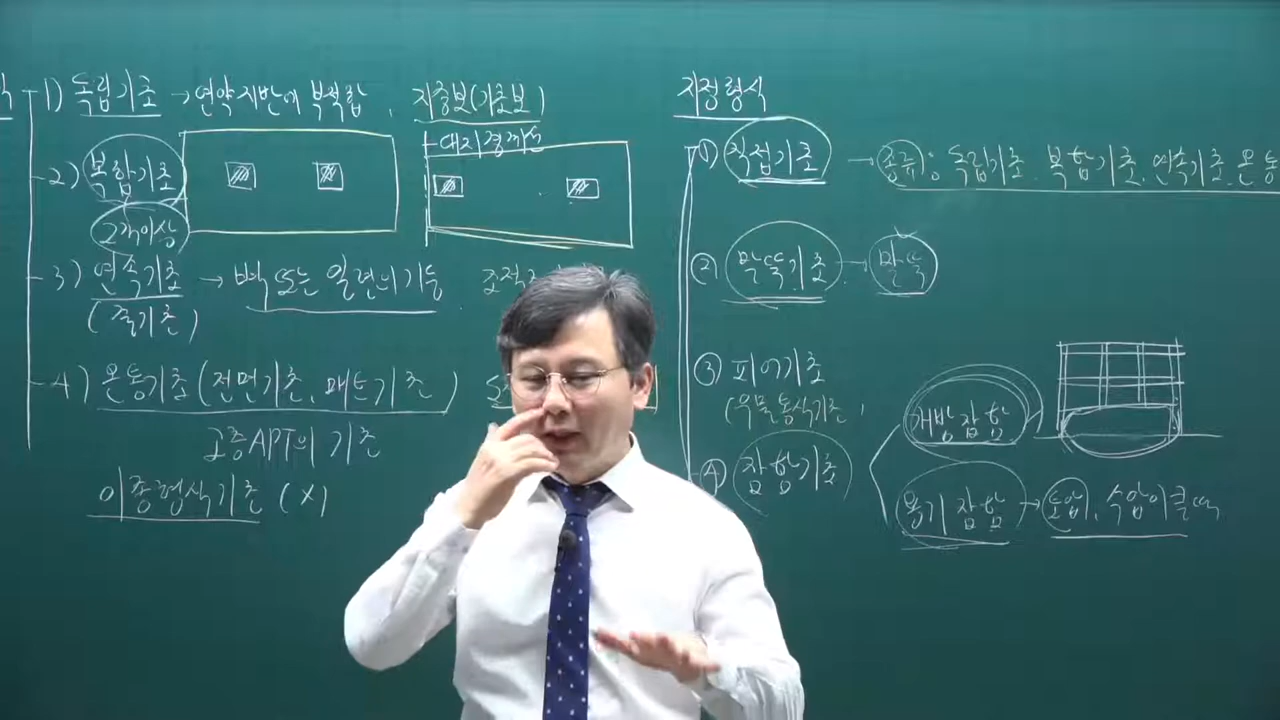 식
1) 독립기초 → 연약지반에 부적합, 지중보(기초보)
대지경계선
2) 복합기초
2개이상
3) 연속기초 → 벽 또는 일련의 기둥 조적조
(줄기초)
4) 온통기초 (전면기초, 매트기초)
고층APT의 기초
이종형식기초 (X)
지정형식
① 직접기초 → 종류: 독립기초, 복합기초, 연속기초, 온통
② 말뚝기초 → 말뚝
③ 피어기초
(우물통식기초)
④ 잠함기초
개방잠함
용기잠함 → 토압, 수압이 클때